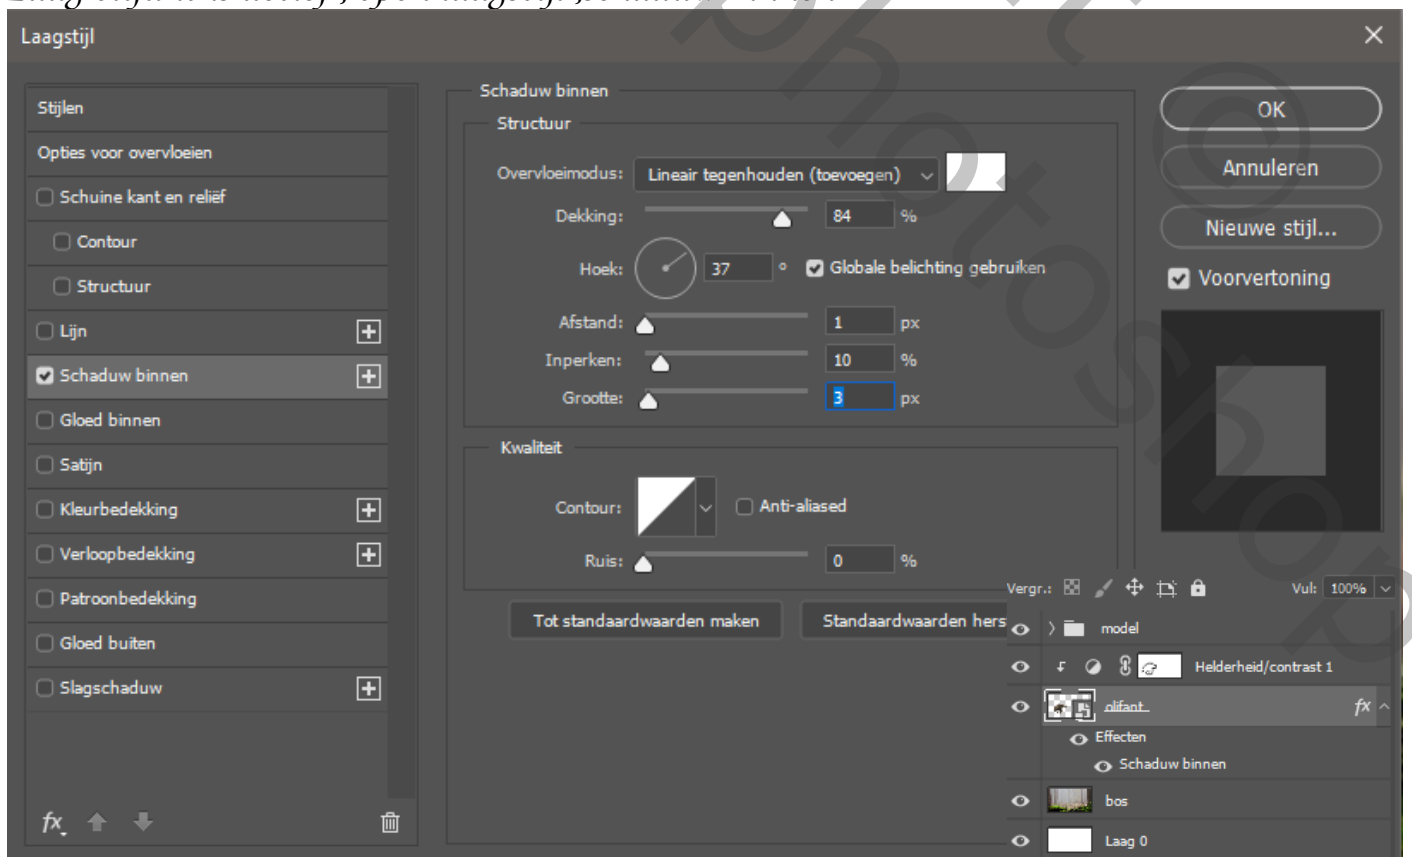 Laagstijl
Stijlen
Opties voor overvloeien
Schuine kant en reliëf
Contour
Structuur
Lijn
Schaduw binnen
Gloed binnen
Satijn
Kleurbedekking
Verloopbedekking
Patroonbedekking
Gloed buiten
Slagschaduw
fx
Schaduw binnen
Structuur
Overvloeimodus: Lineair tegenhouden (toevoegen)
Dekking: 84 %
Hoek: 37 ° Globale belichting gebruiken
Afstand: 1 px
Inperken: 10 %
Grootte: 3 px
Kwaliteit
Contour: Anti-aliased
Ruis: 0 %
Tot standaardwaarden maken Standaardwaarden hers
OK
Annuleren
Nieuwe stijl...
Voorvertoning
Vergr.: Vul: 100%
model
Helderheid/contrast 1
olifant fx
Effecten
Schaduw binnen
bos
Laag 0
photoshop ©